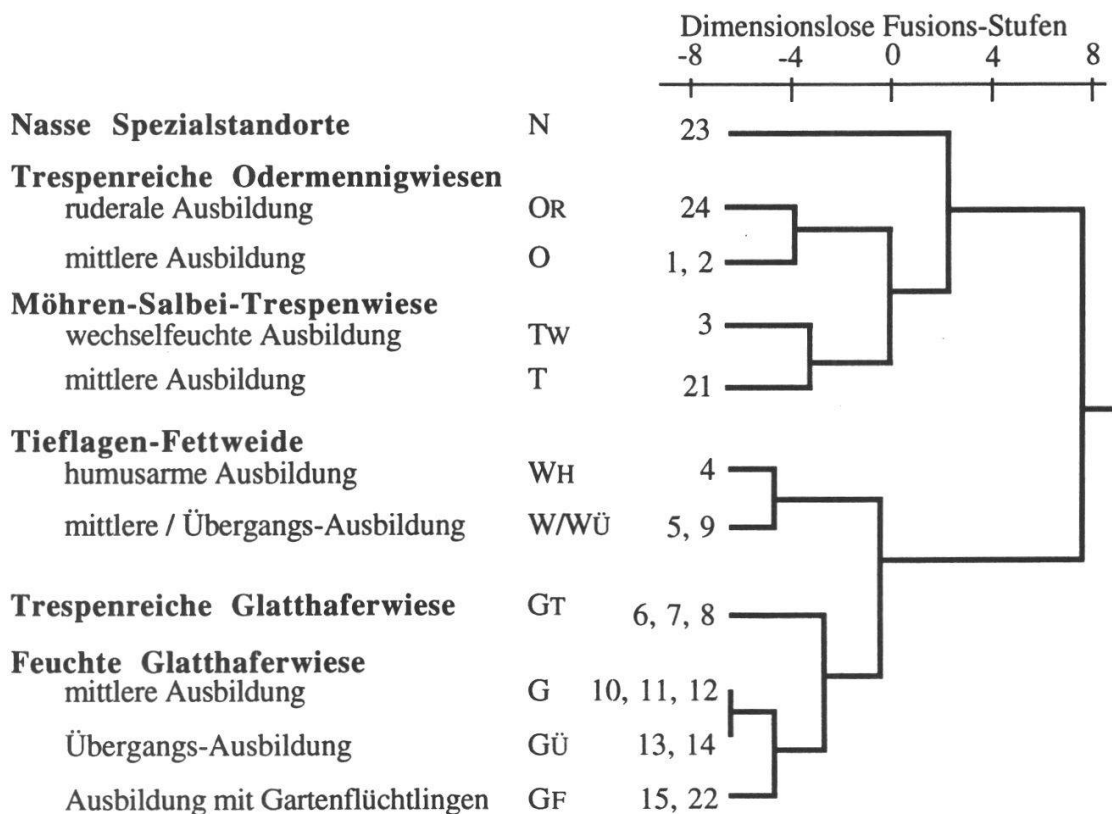 Dimensionslose Fusions-Stufen
-8 -4 0 4 8
Nasse Spezialstandorte N 23
Trespenreiche Odermennigwiesen
ruderale Ausbildung OR 24
mittlere Ausbildung O 1, 2
Möhren-Salbei-Trespenwiese
wechselfeuchte Ausbildung TW 3
mittlere Ausbildung T 21
Tieflagen-Fettweide
humusarme Ausbildung WH 4
mittlere / Übergangs-Ausbildung W/WÜ 5, 9
Trespenreiche Glatthaferwiese GT 6, 7, 8
Feuchte Glatthaferwiese
mittlere Ausbildung G 10, 11, 12
Übergangs-Ausbildung GÜ 13, 14
Ausbildung mit Gartenflüchtlingen GF 15, 22